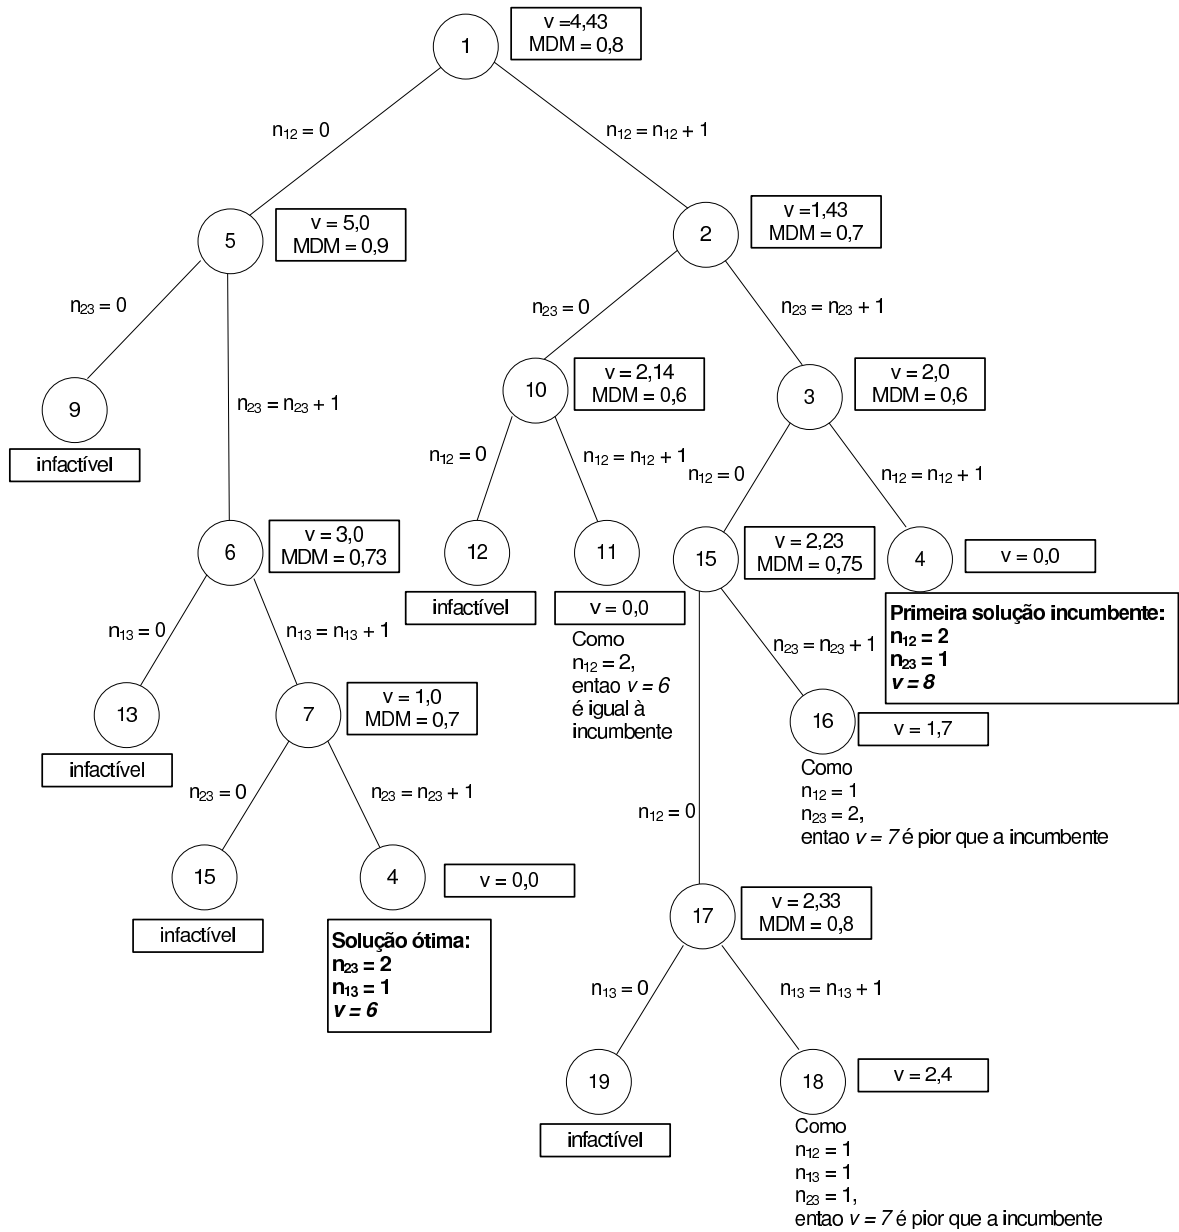 1
v =4,43
MDM = 0,8
n12 = 0
n12 = n12 + 1
5
v = 5,0
MDM = 0,9
2
v =1,43
MDM = 0,7
n23 = 0
n23 = n23 + 1
n23 = 0
n23 = n23 + 1
9
infactível
10
v = 2,14
MDM = 0,6
3
v = 2,0
MDM = 0,6
n12 = 0
n12 = n12 + 1
n12 = 0
n12 = n12 + 1
6
v = 3,0
MDM = 0,73
12
infactível
11
v = 0,0
Como
n12 = 2,
entao v = 6
é igual à
incumbente
15
v = 2,23
MDM = 0,75
4
v = 0,0
Primeira solução incumbente:
n12 = 2
n23 = 1
v = 8
n13 = 0
n13 = n13 + 1
n23 = n23 + 1
13
infactível
7
v = 1,0
MDM = 0,7
16
v = 1,7
Como
n12 = 1
n23 = 2,
entao v = 7 é pior que a incumbente
n23 = 0
n23 = n23 + 1
n12 = 0
15
infactível
4
v = 0,0
Solução ótima:
n23 = 2
n13 = 1
v = 6
17
v = 2,33
MDM = 0,8
n13 = 0
n13 = n13 + 1
19
infactível
18
v = 2,4
Como
n12 = 1
n13 = 1
n23 = 1,
entao v = 7 é pior que a incumbente